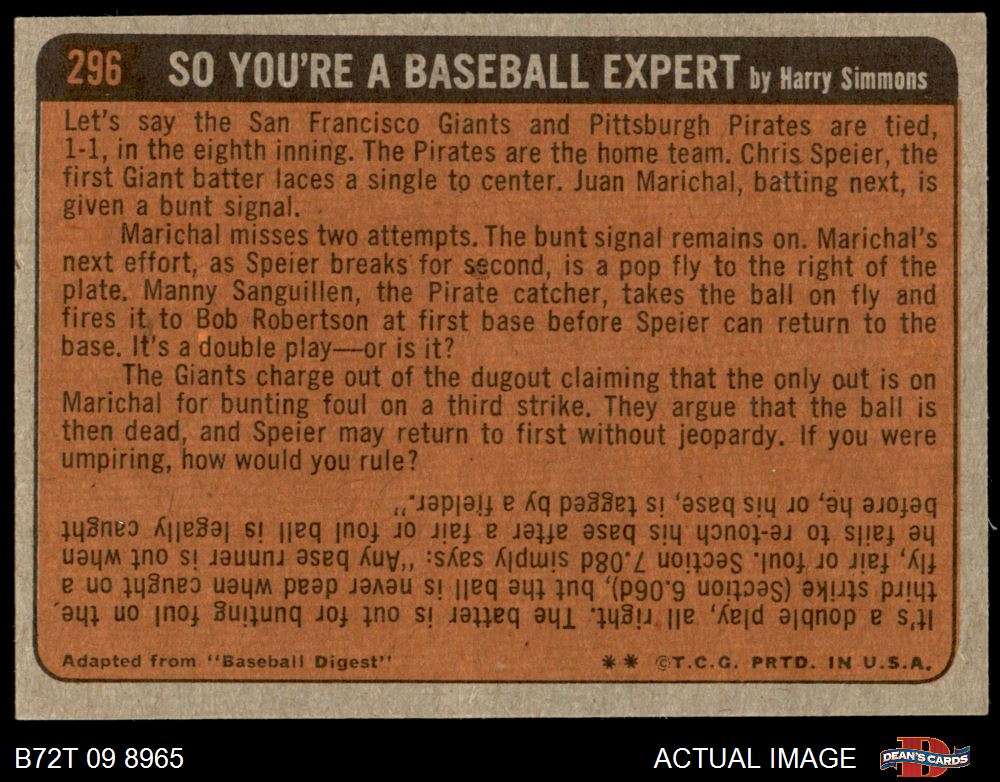 296 SO YOU'RE A BASEBALL EXPERT by Harry Simmons
Let's say the San Francisco Giants and Pittsburgh Pirates are tied,
1-1, in the eighth inning. The Pirates are the home team. Chris Speier, the
first Giant batter laces a single to center. Juan Marichal, batting next, is
given a bunt signal.
Marichal misses two attempts. The bunt signal remains on. Marichal's
next effort, as Speier breaks for second, is a pop fly to the right of the
plate. Manny Sanguillen, the Pirate catcher, takes the ball on fly and
fires it to Bob Robertson at first base before Speier can return to the
base. It's a double play—or is it?
The Giants charge out of the dugout claiming that the only out is on
Marichal for bunting foul on a third strike. They argue that the ball is
then dead, and Speier may return to first without jeopardy. If you were
umpiring, how would you rule?
It's a double play, all right. The batter is out for bunting foul on the
third strike (Section 6.06d), but the ball is never dead when caught on a
fly, fair or foul. Section 7.08d simply says: "Any base runner is out when
he fails to re-touch his base after a fair or foul ball is legally caught
before he, or his base, is tagged by a fielder."
Adapted from "Baseball Digest" ** ©T.C.G. PRTD. IN U.S.A.
B72T 09 8965 ACTUAL IMAGE DEAN'S CARDS